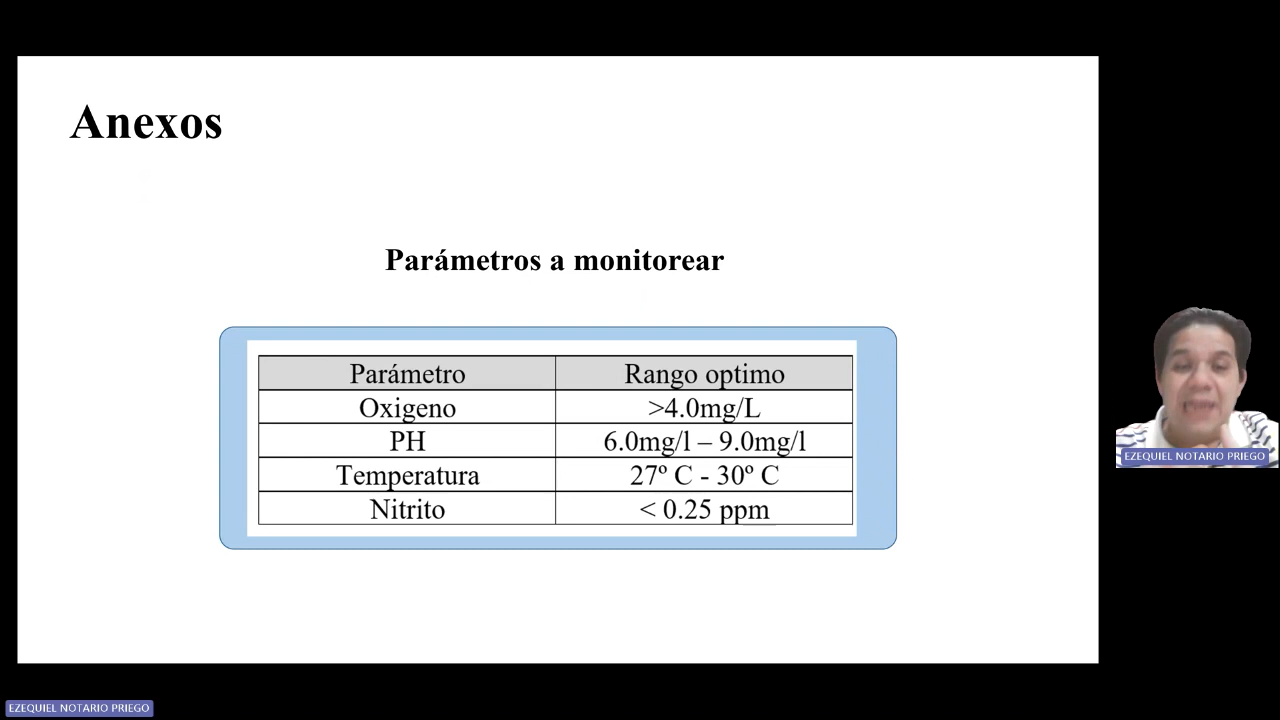 Anexos
Parámetros a monitorear
Parámetro Rango optimo
Oxigeno >4.0mg/L
PH 6.0mg/l – 9.0mg/l
Temperatura 27º C - 30º C
Nitrito < 0.25 ppm
EZEQUIEL NOTARIO PRIEGO
EZEQUIEL NOTARIO PRIEGO